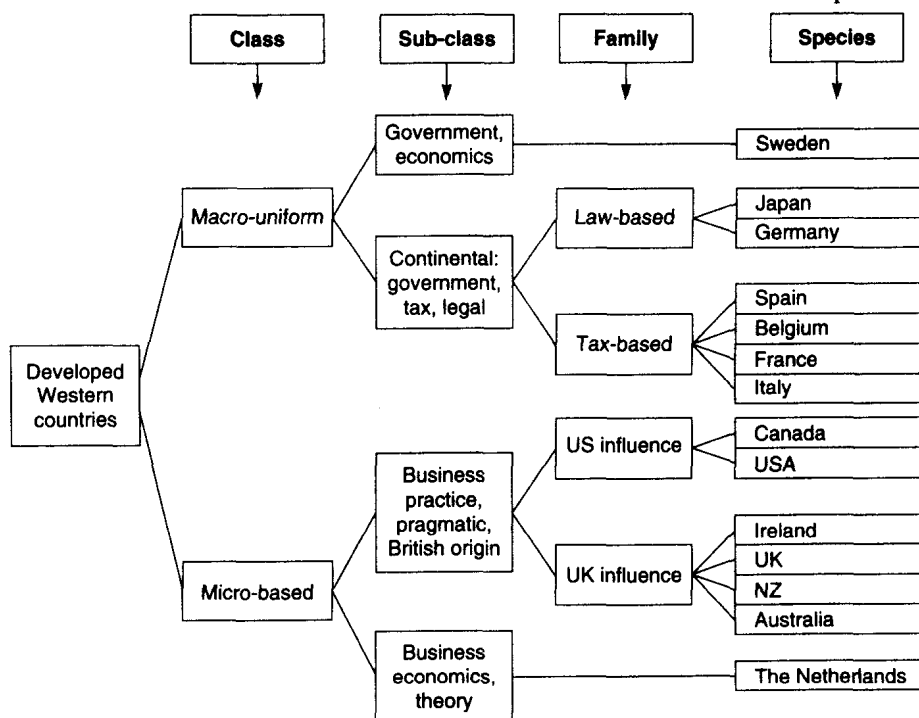 Class
Sub-class
Family
Species
Government,
economics
Sweden
Macro-uniform
Law-based
Japan
Germany
Continental:
government,
tax, legal
Spain
Belgium
Tax-based
France
Italy
Developed
Western
countries
US influence
Canada
USA
Business
practice,
pragmatic,
British origin
Ireland
UK
UK influence
NZ
Australia
Micro-based
Business
economics,
theory
The Netherlands